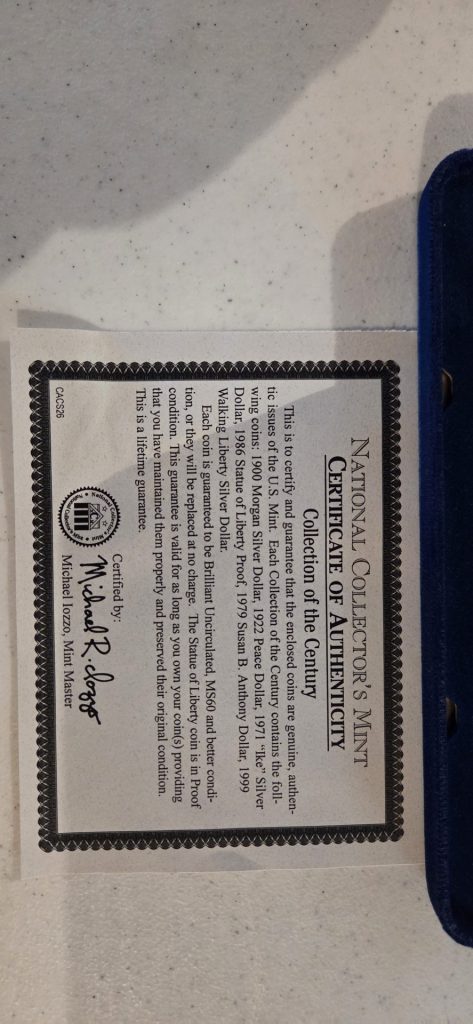 NATIONAL COLLECTOR'S MINT
CERTIFICATE OF AUTHENTICITY
Collection of the Century
This is to certify and guarantee that the enclosed coins are genuine, authen-
tic issues of the U.S. Mint. Each Collection of the Century contains the foll-
wing coins: 1900 Morgan Silver Dollar, 1922 Peace Dollar, 1971 "Ike" Silver
Dollar, 1986 Statue of Liberty Proof, 1979 Susan B. Anthony Dollar, 1999
Walking Liberty Silver Dollar.
Each coin is guaranteed to be Brilliant Uncirculated, MS60 and better condi-
tion, or they will be replaced at no charge. The Statue of Liberty coin is in Proof
condition. This guarantee is valid for as long as you own your coin(s) providing
that you have maintained them properly and preserved their original condition.
This is a lifetime guarantee.
Certified by:
Michael R. Iozzo
Michael Iozzo, Mint Master
National Collector's Mint
CACS26